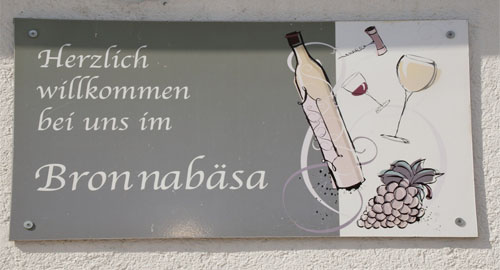 Herzlich
willkommen
bei uns im
Bronnabäsa